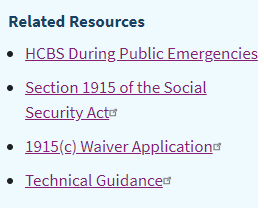 Related Resources
HCBS During Public Emergencies
Section 1915 of the Social
Security Act
1915(c) Waiver Application
Technical Guidance